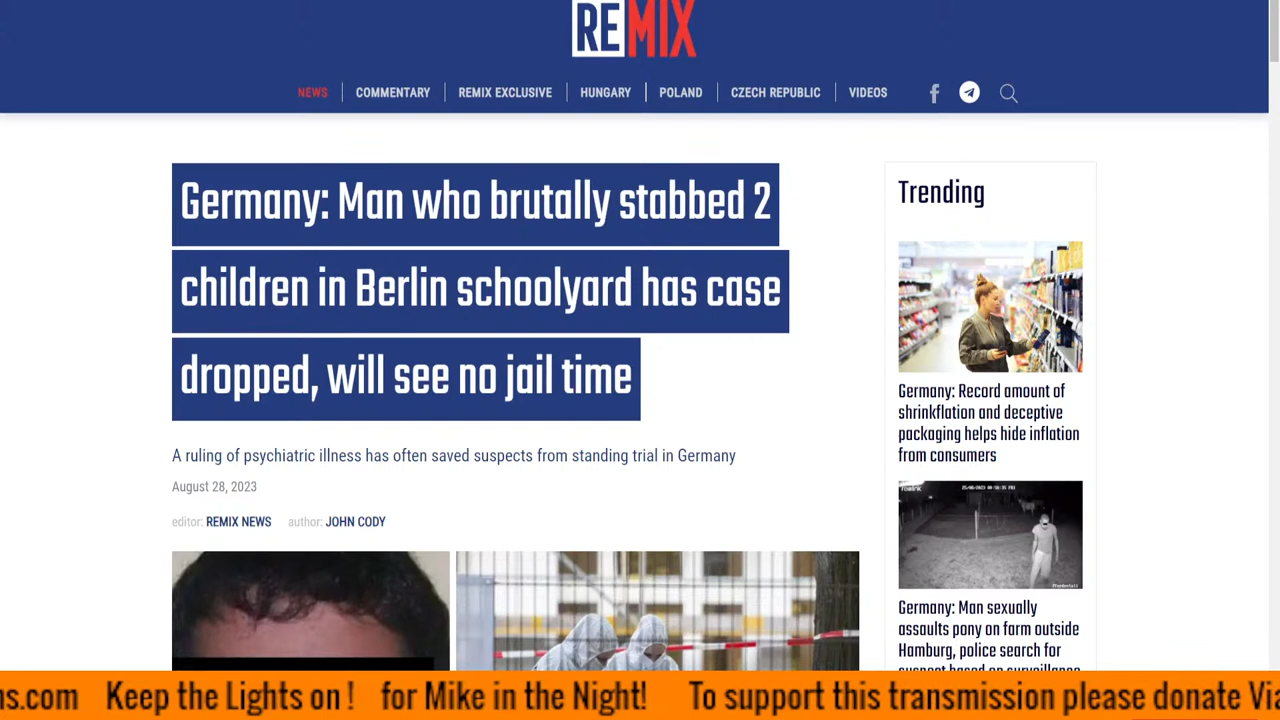 REMIX
NEWS
COMMENTARY
REMIX EXCLUSIVE
HUNGARY
POLAND
CZECH REPUBLIC
VIDEOS
Germany: Man who brutally stabbed 2
children in Berlin schoolyard has case
dropped, will see no jail time
A ruling of psychiatric illness has often saved suspects from standing trial in Germany
August 28, 2023
editor: REMIX NEWS author: JOHN CODY
Trending
Germany: Record amount of
shrinkflation and deceptive
packaging helps hide inflation
from consumers
Germany: Man sexually
assaults pony on farm outside
Hamburg, police search for
suspect based on surveillance
ns.com Keep the Lights on ! for Mike in the Night! To support this transmission please donate Via